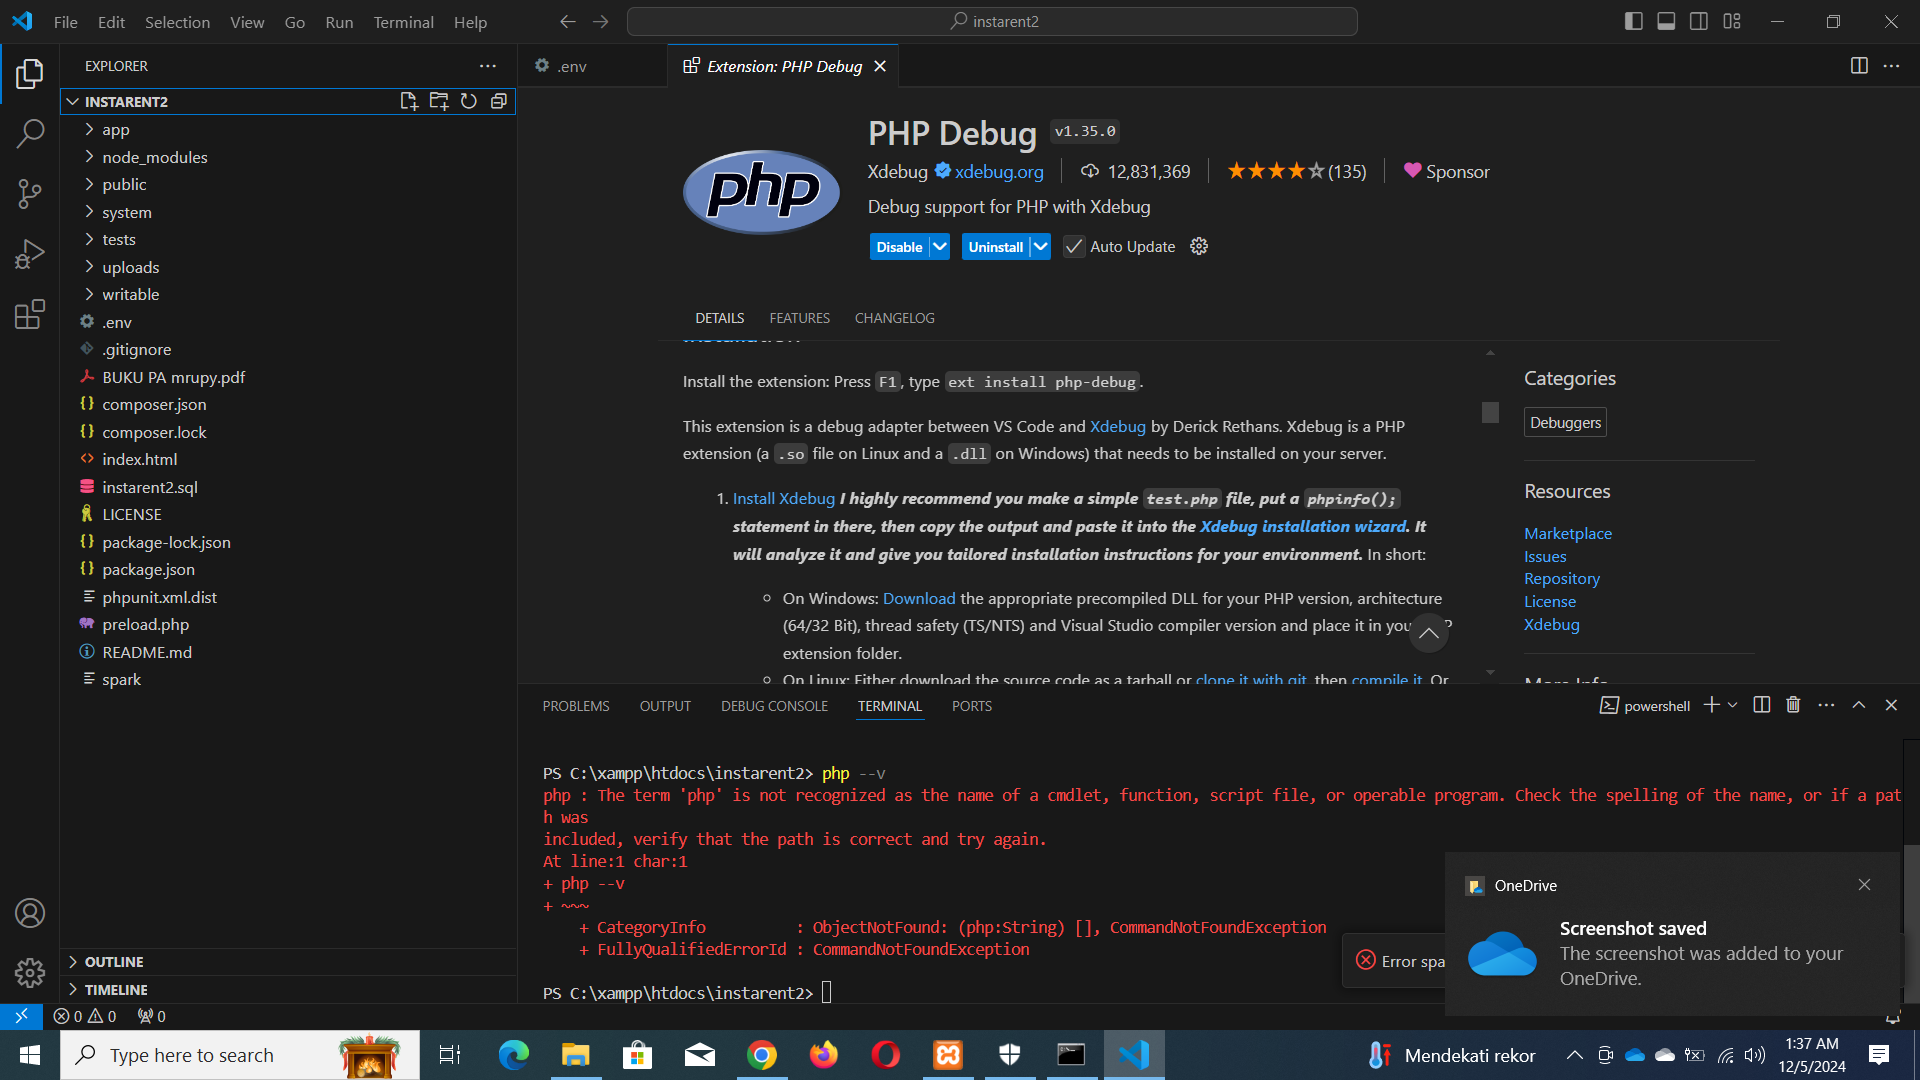 File Edit Selection View Go Run Terminal Help
instarent2
EXPLORER
INSTARENT2
app
node_modules
public
system
tests
uploads
writable
.env
.gitignore
BUKU PA mrupy.pdf
composer.json
composer.lock
index.html
instarent2.sql
LICENSE
package-lock.json
package.json
phpunit.xml.dist
preload.php
README.md
spark
OUTLINE
TIMELINE
.env
Extension: PHP Debug
php
PHP Debug v1.35.0
Xdebug xdebug.org 12,831,369 (135) Sponsor
Debug support for PHP with Xdebug
Disable Uninstall Auto Update
DETAILS FEATURES CHANGELOG
Install the extension: Press F1, type ext install php-debug.
This extension is a debug adapter between VS Code and Xdebug by Derick Rethans. Xdebug is a PHP
extension (a .so file on Linux and a .dll on Windows) that needs to be installed on your server.
1. Install Xdebug I highly recommend you make a simple test.php file, put a phpinfo();
statement in there, then copy the output and paste it into the Xdebug installation wizard. It
will analyze it and give you tailored installation instructions for your environment. In short:
On Windows: Download the appropriate precompiled DLL for your PHP version, architecture
(64/32 Bit), thread safety (TS/NTS) and Visual Studio compiler version and place it in you P
extension folder.
On Linux: Either download the source code as a tarball or clone it with git, then compile it. Or
Categories
Debuggers
Resources
Marketplace
Issues
Repository
License
Xdebug
More Info
PROBLEMS OUTPUT DEBUG CONSOLE TERMINAL PORTS
powershell
PS C:\xampp\htdocs\instarent2> php --v
php : The term 'php' is not recognized as the name of a cmdlet, function, script file, or operable program. Check the spelling of the name, or if a pat
h was
included, verify that the path is correct and try again.
At line:1 char:1
+ php --v
+ ~~~
+ CategoryInfo : ObjectNotFound: (php:String) [], CommandNotFoundException
+ FullyQualifiedErrorId : CommandNotFoundException
PS C:\xampp\htdocs\instarent2>
Error spa
OneDrive
Screenshot saved
The screenshot was added to your
OneDrive.
0 0 0
Type here to search
Mendekati rekor
1:37 AM
12/5/2024